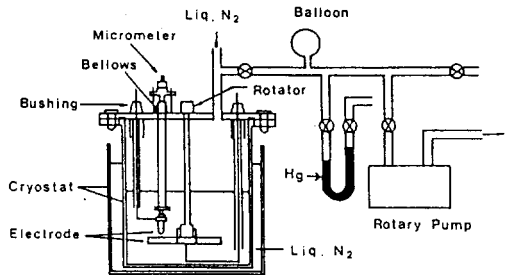 Liq. N2
Balloon
Micrometer
Bellows
Rotator
Bushing
Hg
Cryostat
Rotary Pump
Electrode
Liq. N2